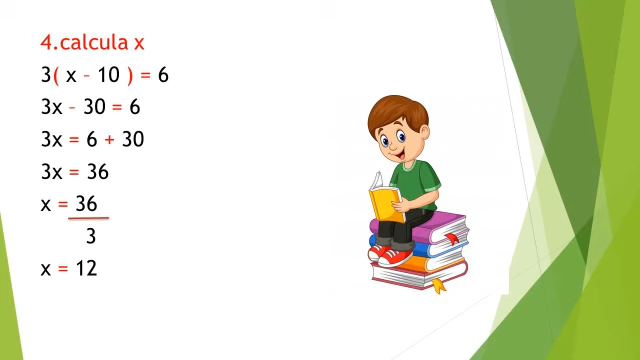 4.calcula x
3( x – 10 ) = 6
3x – 30 = 6
3x = 6 + 30
3x = 36
x = 36
3
x = 12